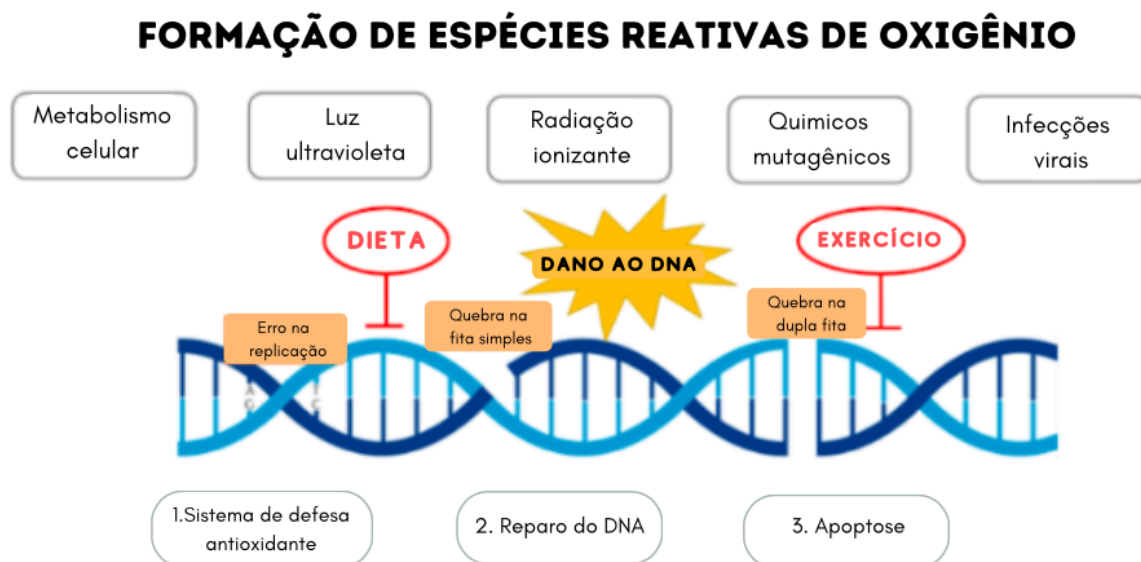 FORMAÇÃO DE ESPÉCIES REATIVAS DE OXIGÊNIO
Metabolismo
celular
Luz
ultravioleta
Radiação
ionizante
Quimicos
mutagênicos
Infecções
virais
DIETA
DANO AO DNA
EXERCÍCIO
Erro na
replicação
Quebra na
fita simples
Quebra na
dupla fita
1.Sistema de defesa
antioxidante
2. Reparo do DNA
3. Apoptose